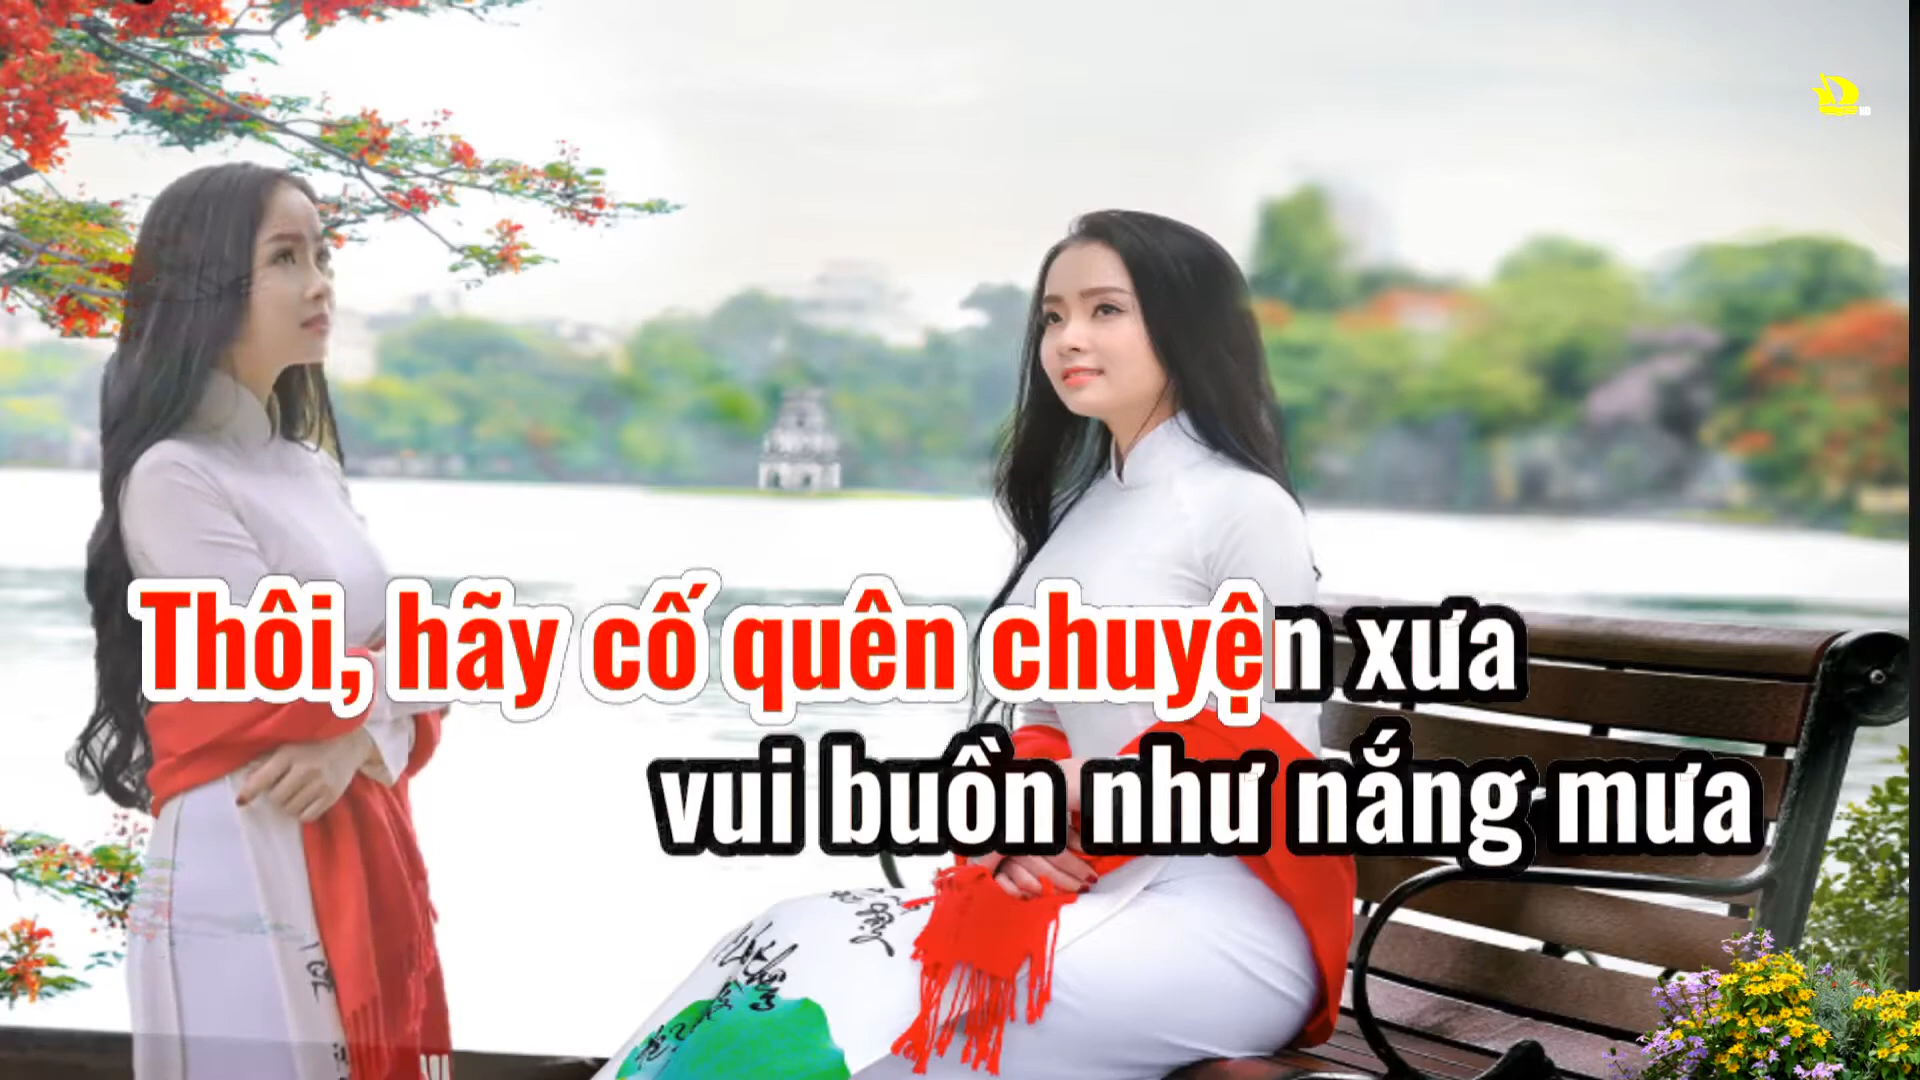 Thôi, hãy cố quên chuyện xưa
vui buồn như nắng mưa